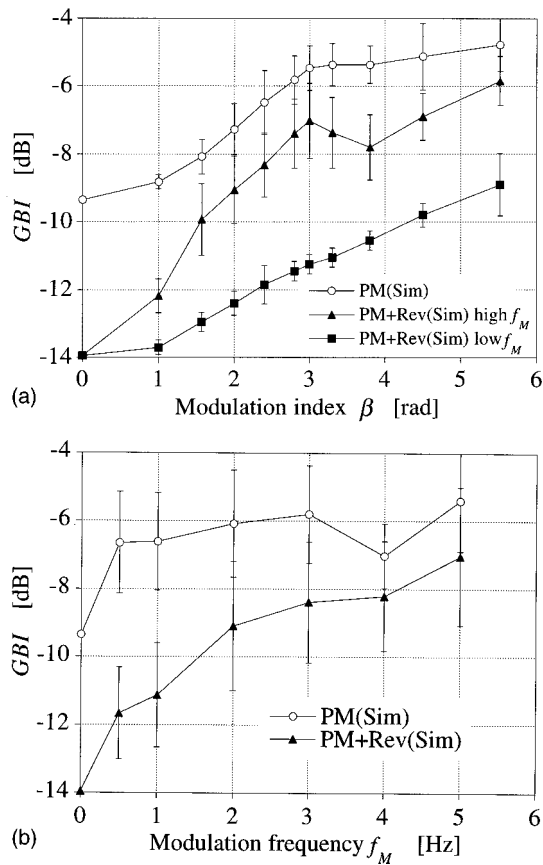 -4
-6
-8
-10
-12
-14
GBI [dB]
PM(Sim)
PM+Rev(Sim) high f_M
PM+Rev(Sim) low f_M
0 1 2 3 4 5 6
(a) Modulation index β [rad]
-4
-6
-8
-10
-12
-14
GBI [dB]
PM(Sim)
PM+Rev(Sim)
0 1 2 3 4 5 6
(b) Modulation frequency f_M [Hz]